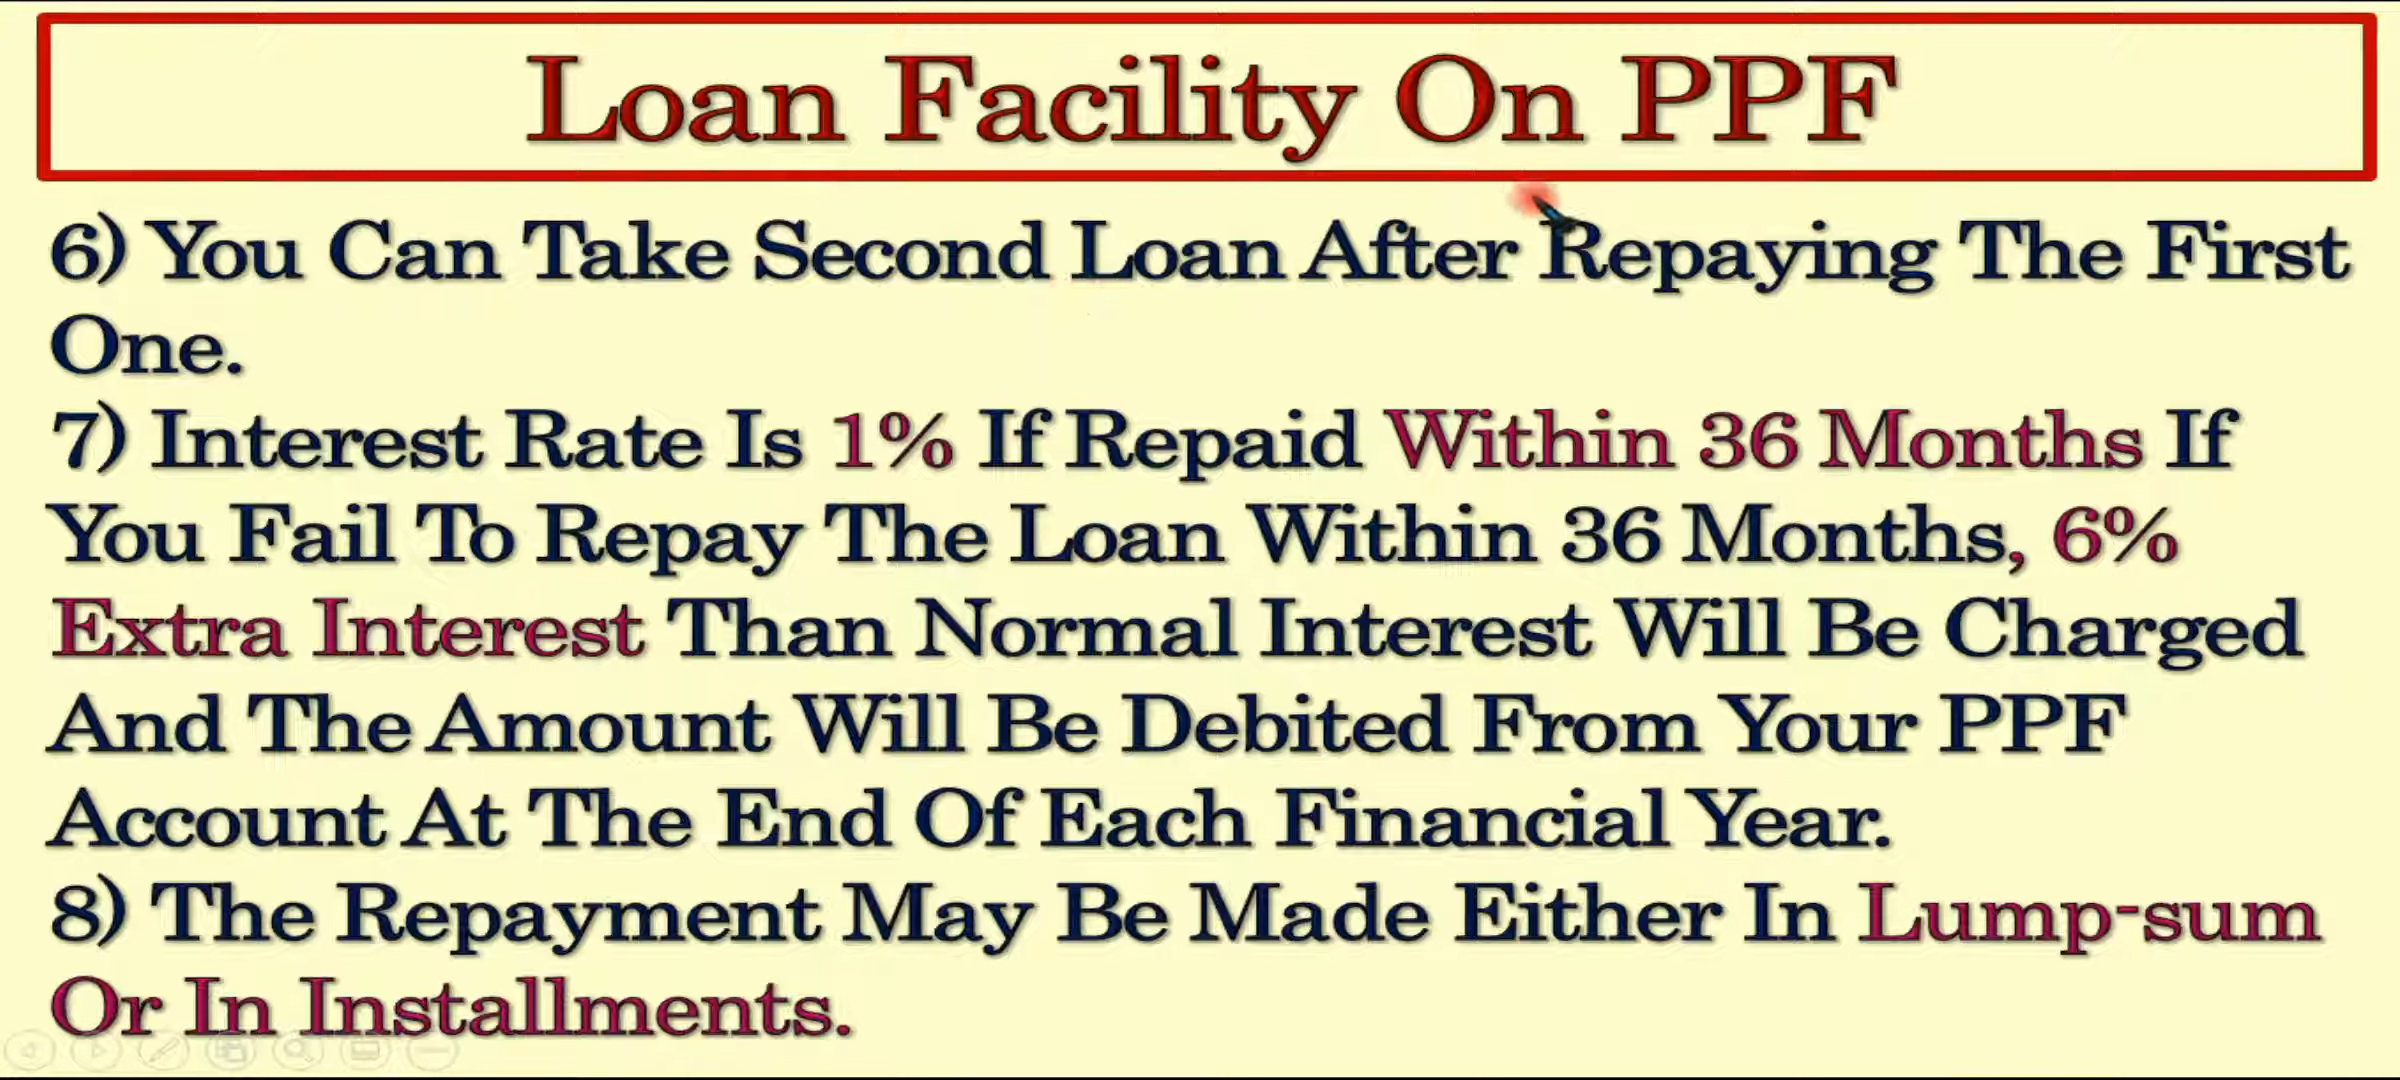 Loan Facility On PPF
6) You Can Take Second Loan After Repaying The First
One.
7) Interest Rate Is 1% If Repaid Within 36 Months If
You Fail To Repay The Loan Within 36 Months, 6%
Extra Interest Than Normal Interest Will Be Charged
And The Amount Will Be Debited From Your PPF
Account At The End Of Each Financial Year.
8) The Repayment May Be Made Either In Lump-sum
Or In Installments.